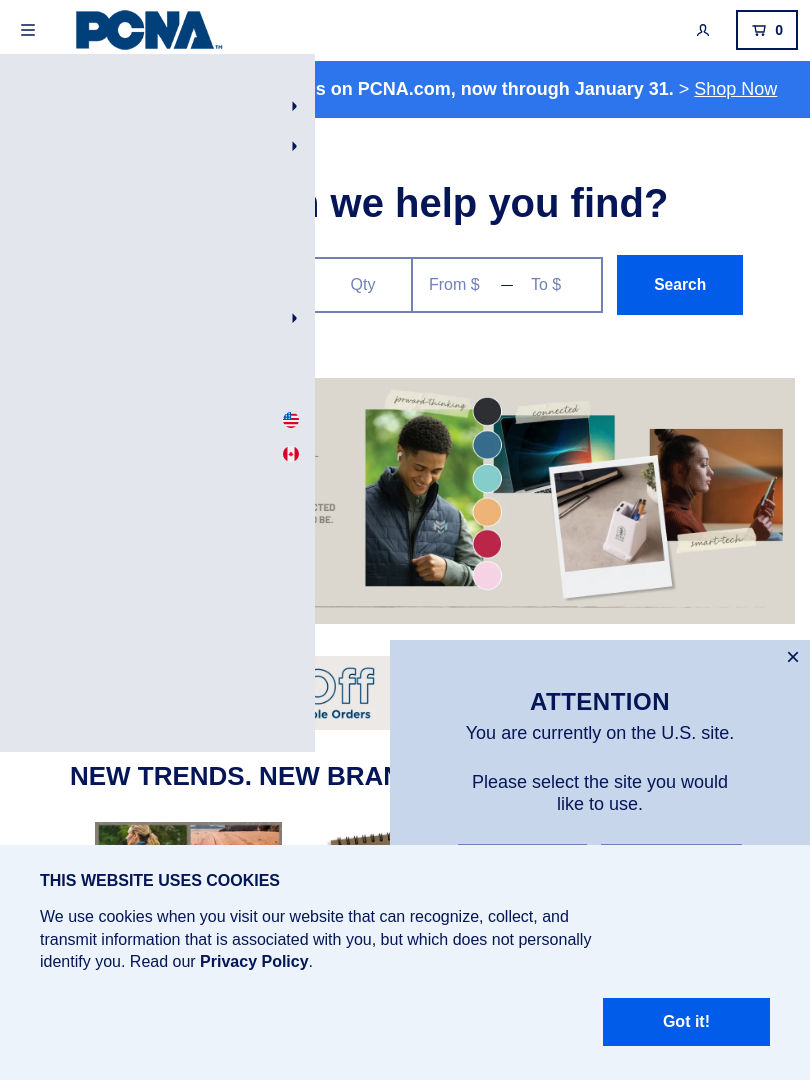 PCNA™
0
s on PCNA.com, now through January 31. > Shop Now
we help you find?
Qty
From $ — To $
Search
forward-thinking
connected
smart-tech
CTED
O BE.
Off
ple Orders
NEW TRENDS. NEW BRAN
ATTENTION
You are currently on the U.S. site.
Please select the site you would
like to use.
THIS WEBSITE USES COOKIES
We use cookies when you visit our website that can recognize, collect, and
transmit information that is associated with you, but which does not personally
identify you. Read our Privacy Policy.
Got it!